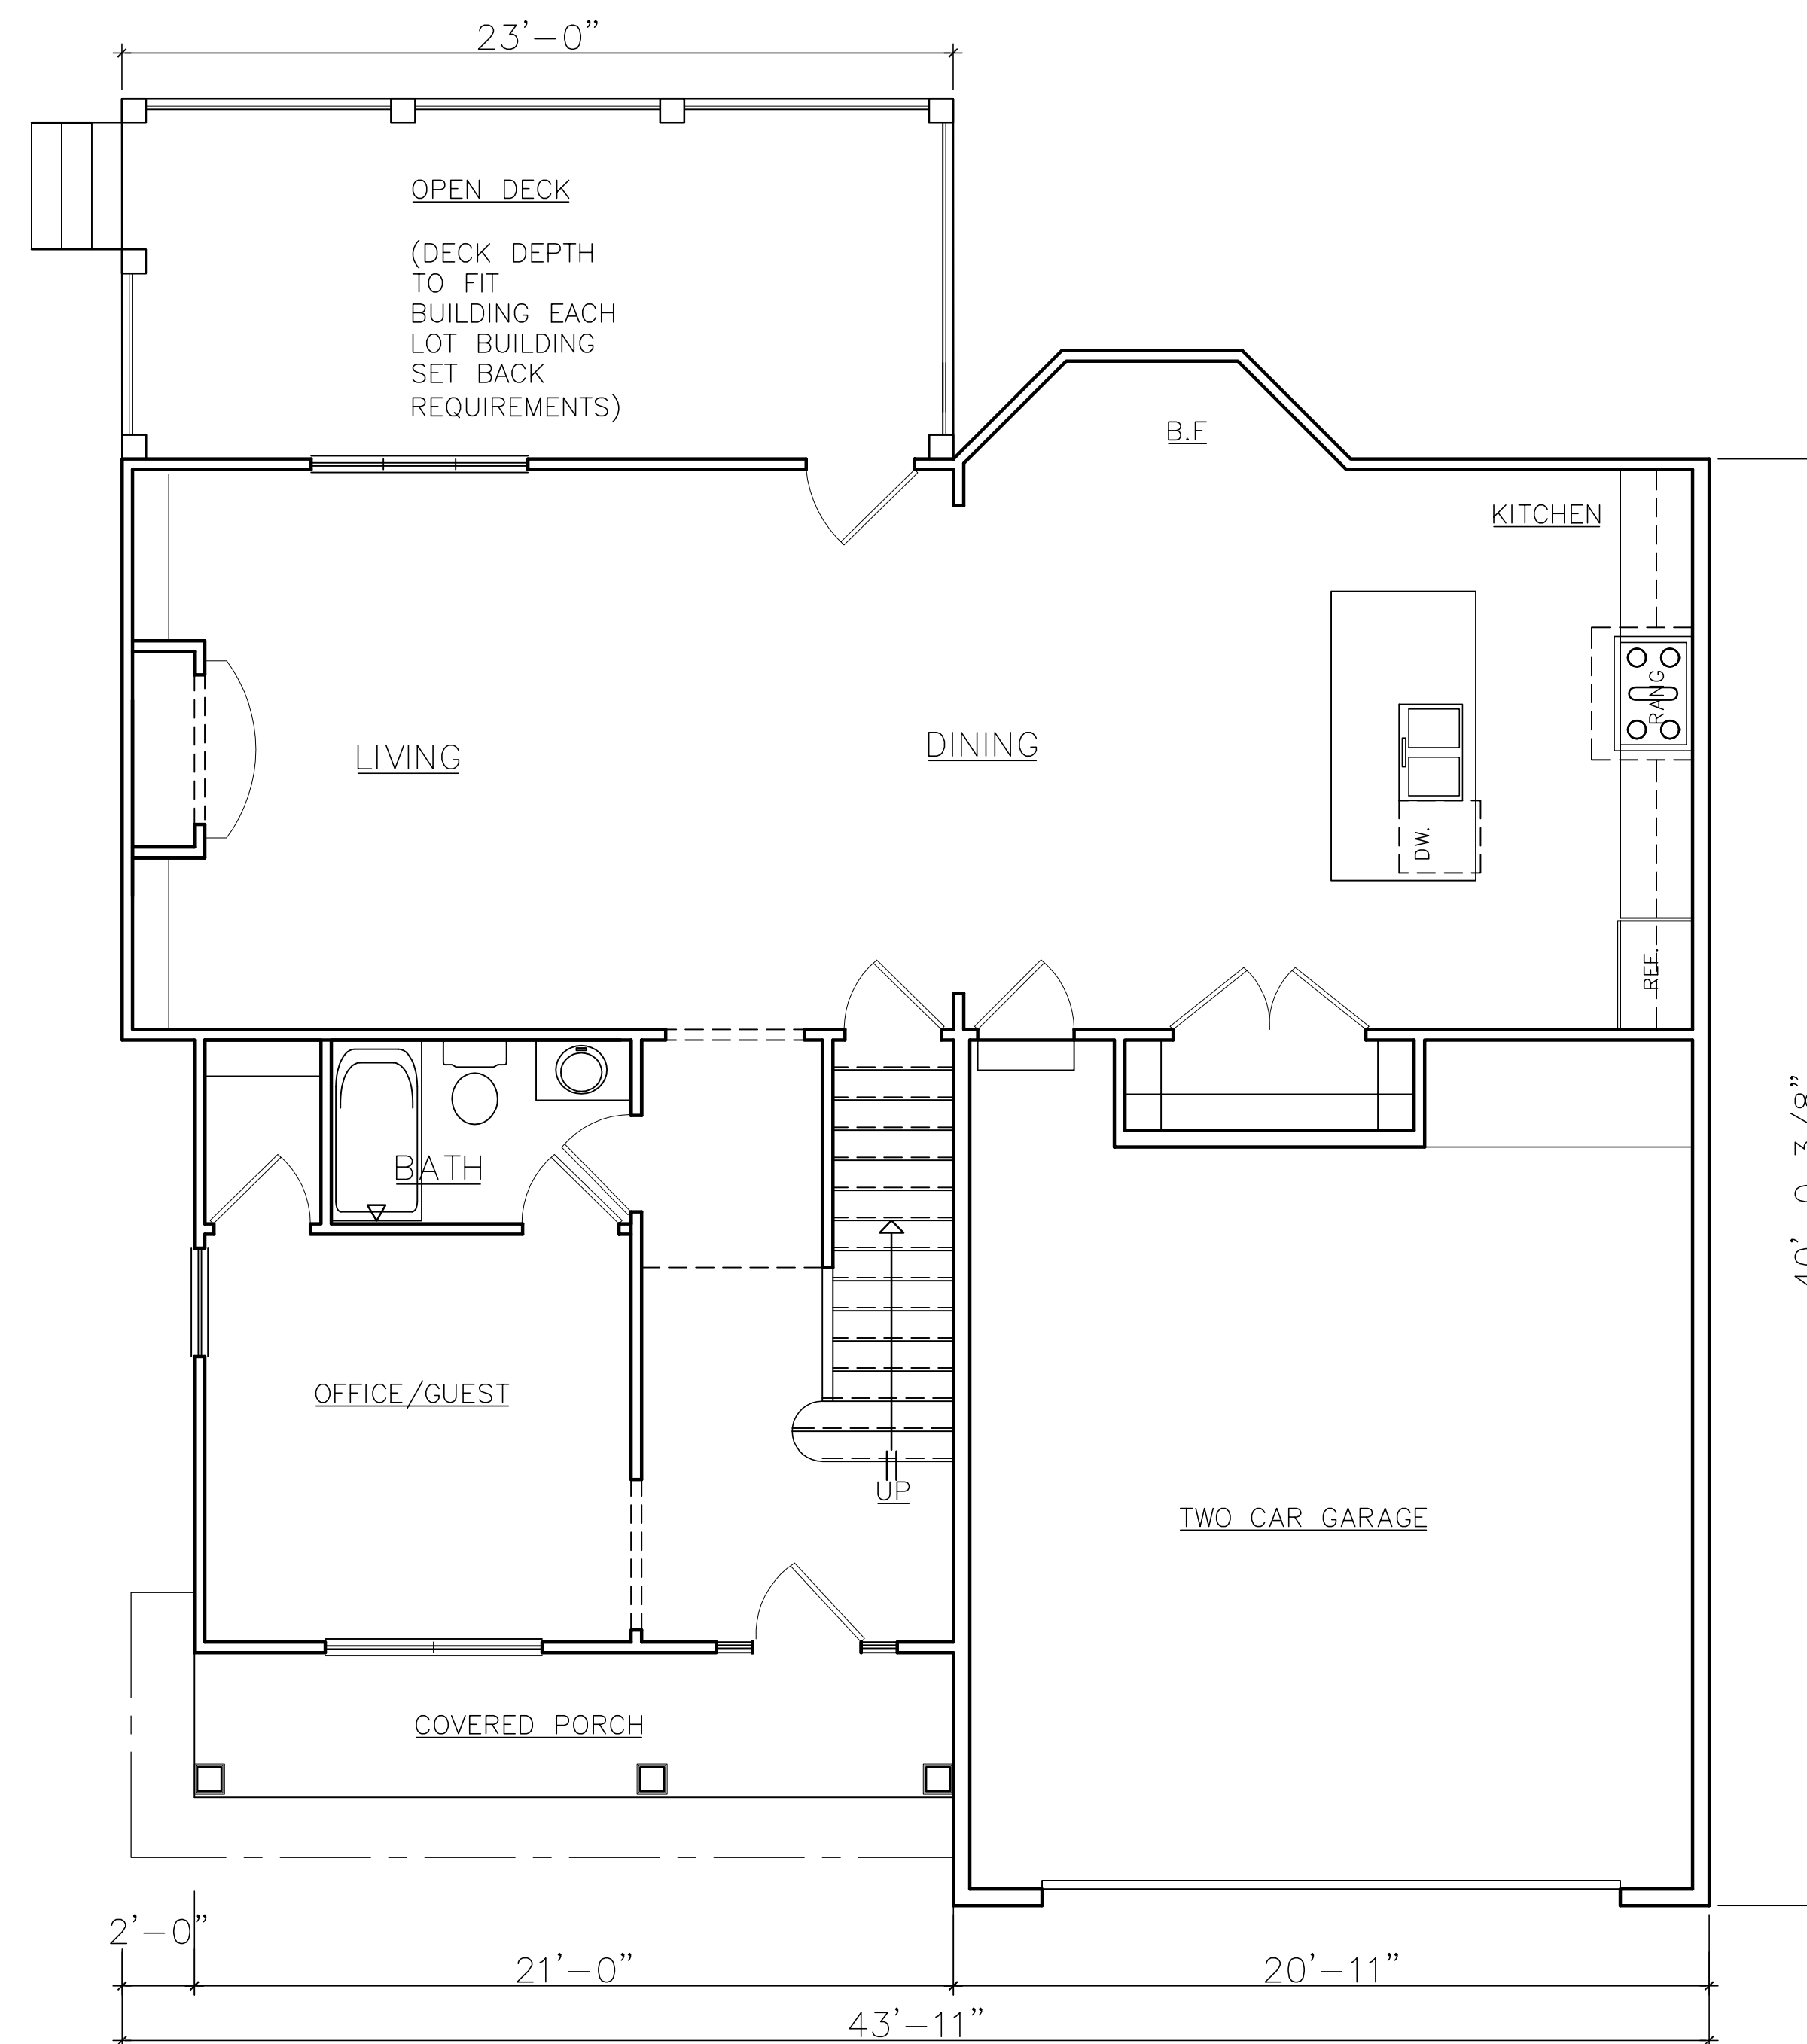 23'-0"
OPEN DECK
(DECK DEPTH
TO FIT
BUILDING EACH
LOT BUILDING
SET BACK
REQUIREMENTS)
B.F
KITCHEN
RANG
LIVING
DINING
DW.
REF.
BATH
OFFICE/GUEST
UP
TWO CAR GARAGE
COVERED PORCH
2'-0"
21'-0"
20'-11"
43'-11"